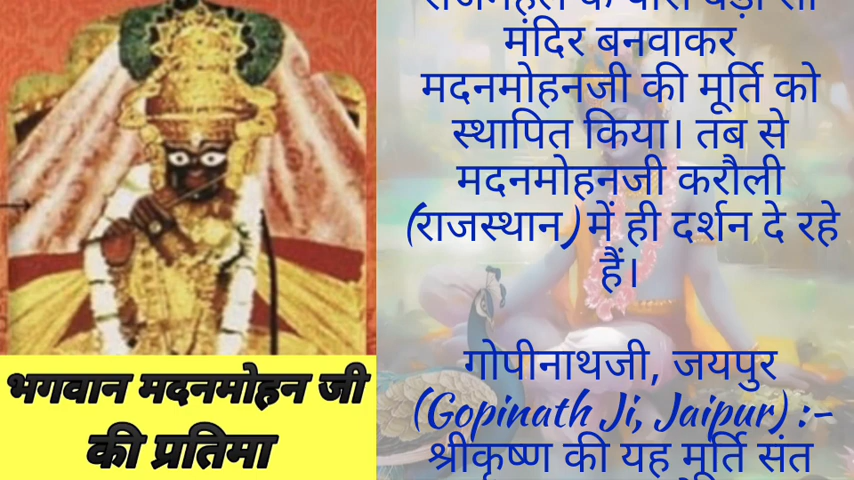 भगवान मदनमोहन जी
की प्रतिमा
मंदिर बनवाकर
मदनमोहनजी की मूर्ति को
स्थापित किया। तब से
मदनमोहनजी करौली
(राजस्थान) में ही दर्शन दे रहे
हैं।
गोपीनाथजी, जयपुर
(Gopinath Ji, Jaipur) :-
श्रीकृष्ण की यह मूर्ति संत